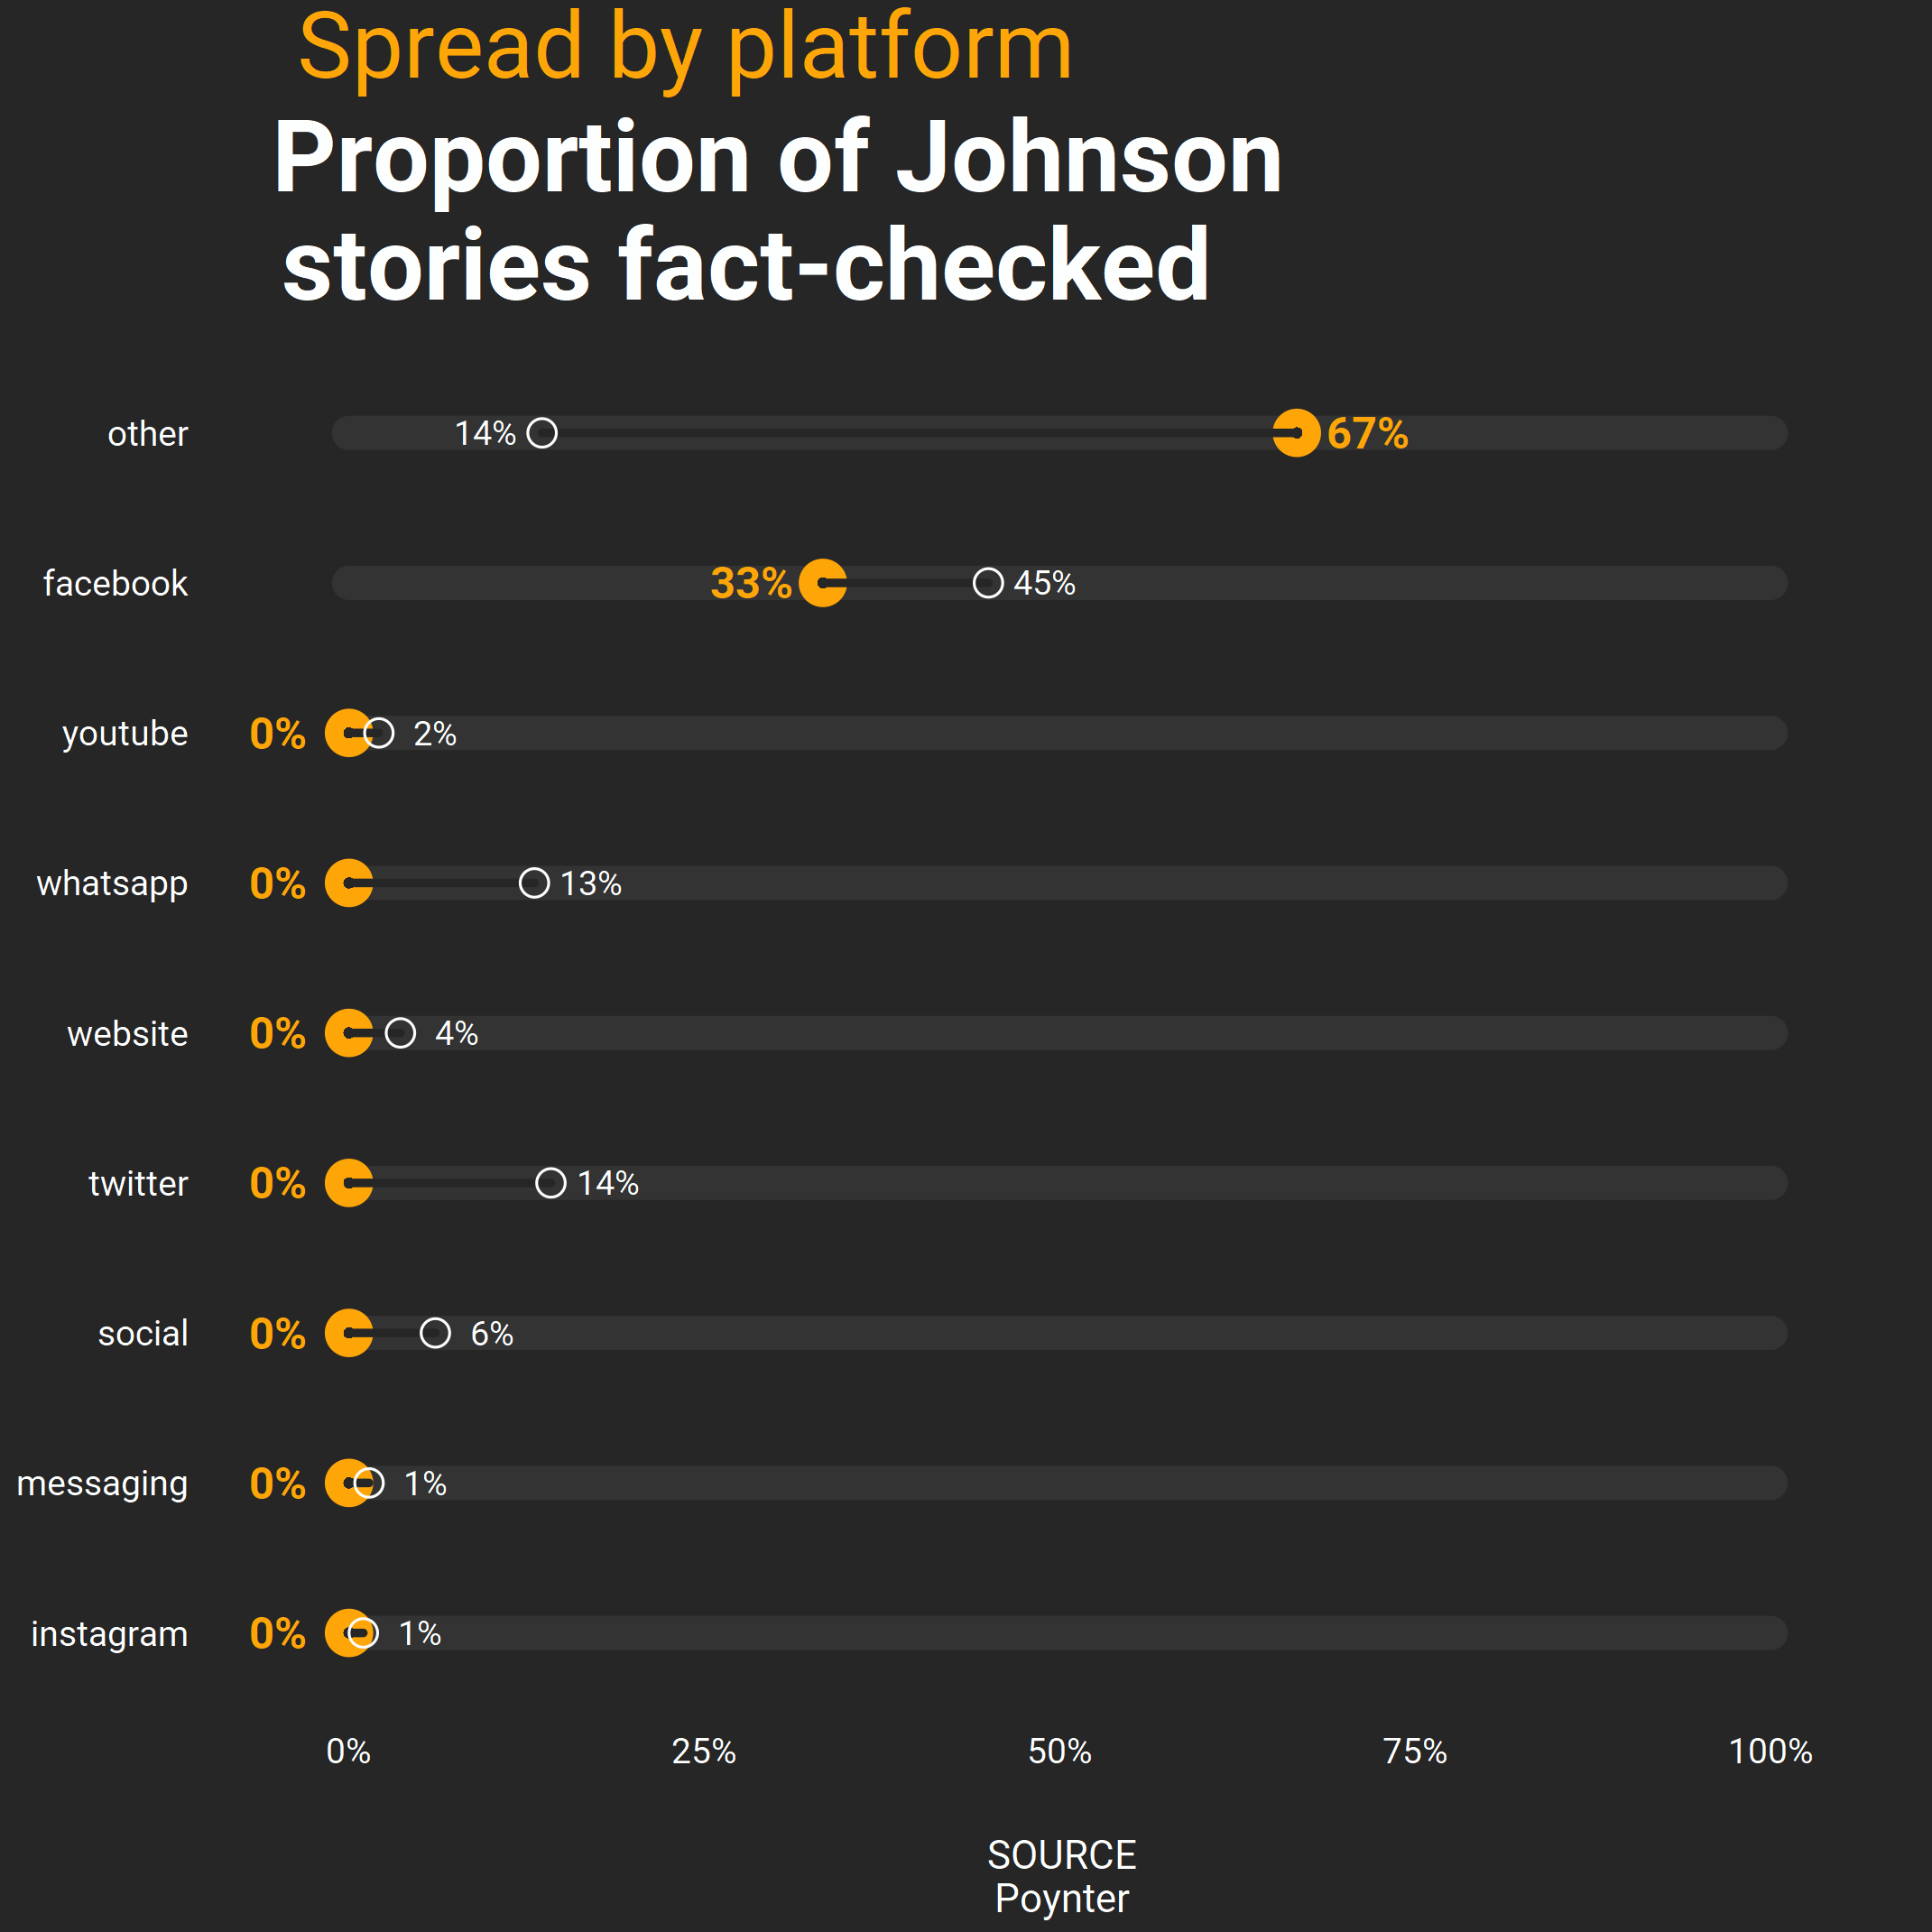 Spread by platform
Proportion of Johnson
stories fact-checked
other 14% 67%
facebook 33% 45%
youtube 0% 2%
whatsapp 0% 13%
website 0% 4%
twitter 0% 14%
social 0% 6%
messaging 0% 1%
instagram 0% 1%
0% 25% 50% 75% 100%
SOURCE
Poynter